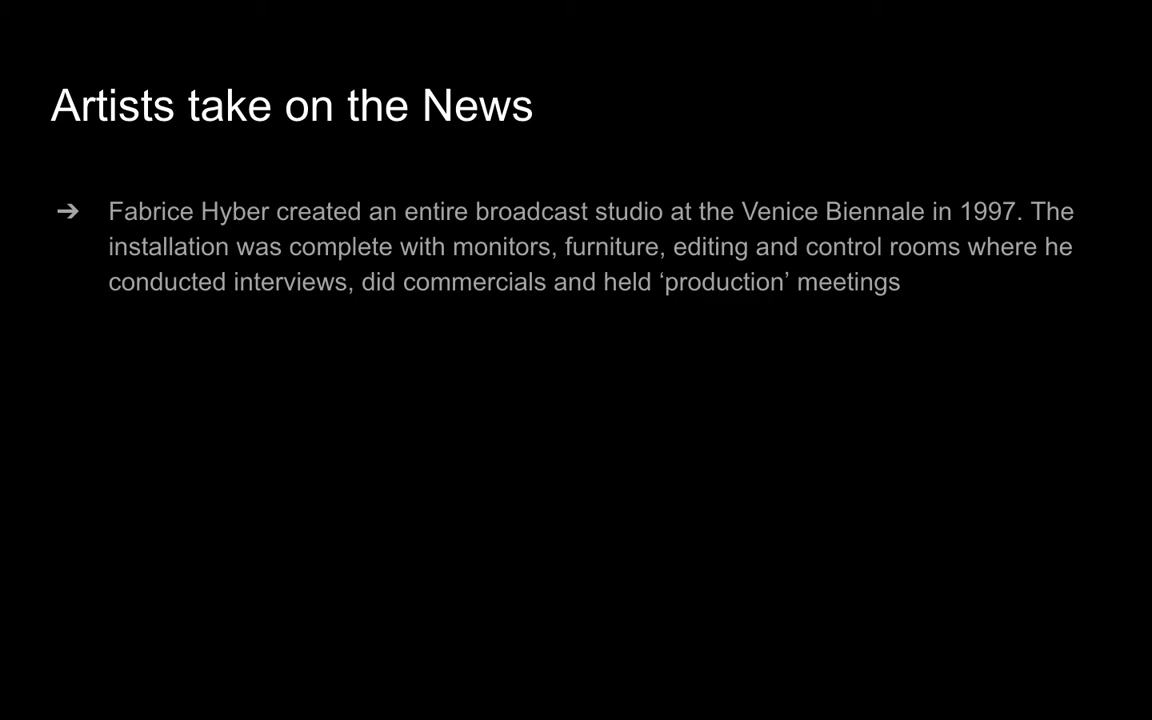 Artists take on the News
➔ Fabrice Hyber created an entire broadcast studio at the Venice Biennale in 1997. The
installation was complete with monitors, furniture, editing and control rooms where he
conducted interviews, did commercials and held ‘production’ meetings